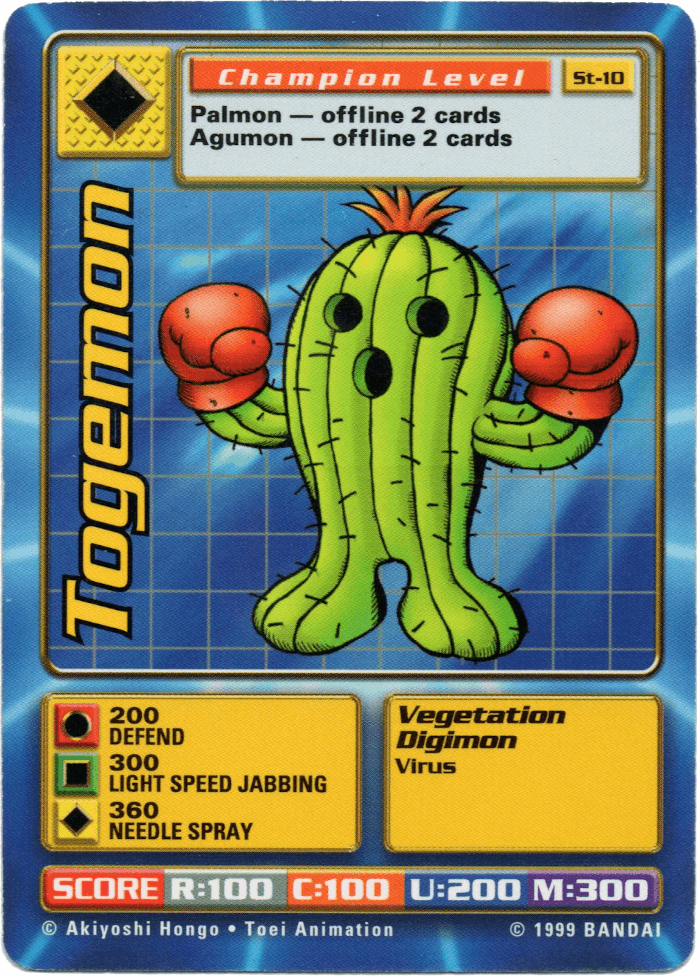 Champion Level
St-10
Palmon — offline 2 cards
Agumon — offline 2 cards
Togemon
200
DEFEND
300
LIGHT SPEED JABBING
360
NEEDLE SPRAY
Vegetation
Digimon
Virus
SCORE R:100 C:100 U:200 M:300
© Akiyoshi Hongo • Toei Animation
© 1999 BANDAI